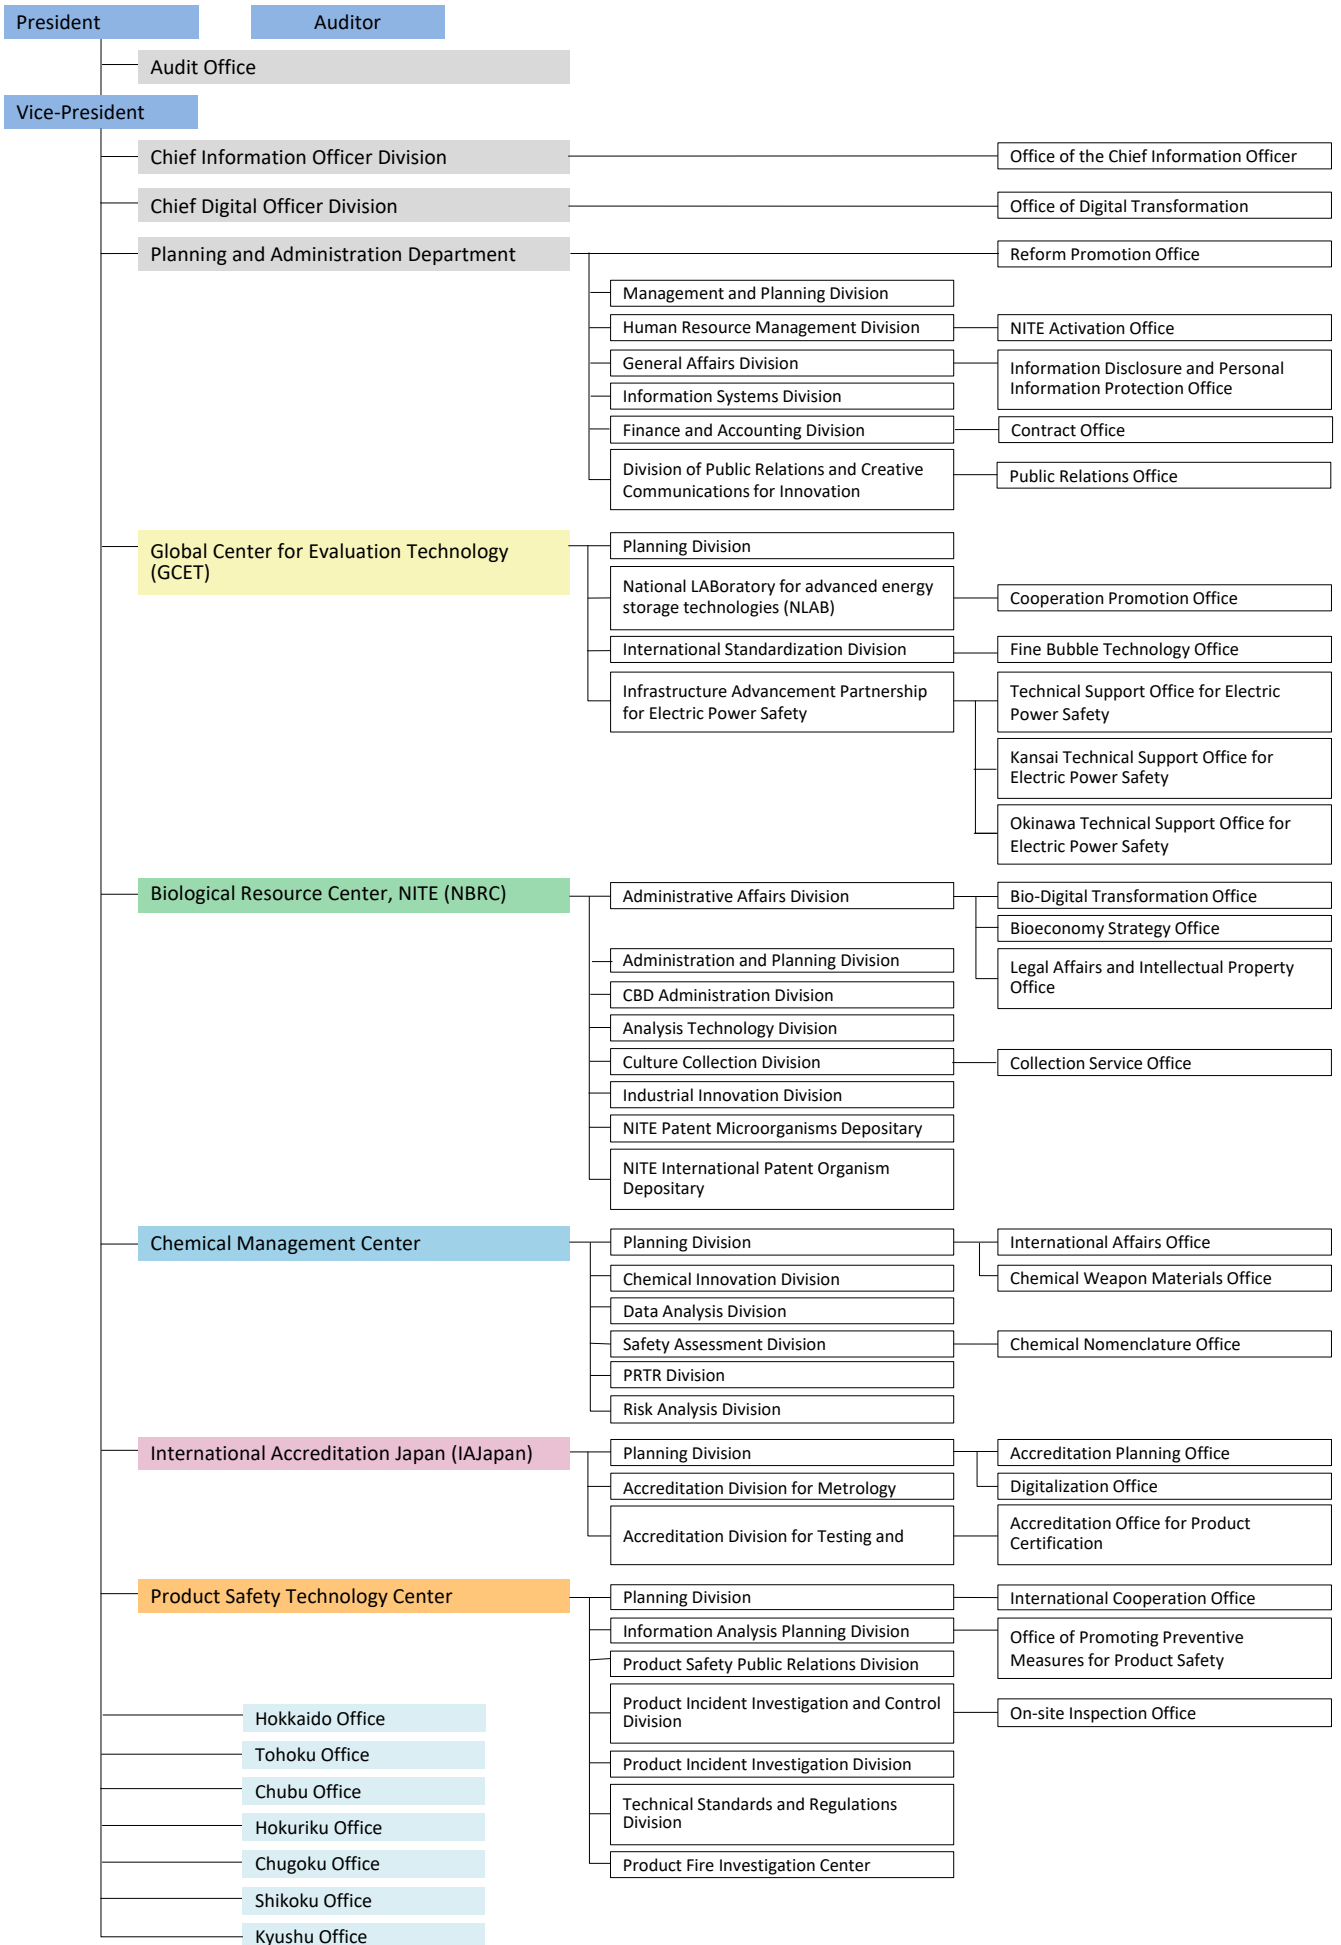 President
Auditor
Audit Office
Vice-President
Chief Information Officer Division
Office of the Chief Information Officer
Chief Digital Officer Division
Office of Digital Transformation
Planning and Administration Department
Reform Promotion Office
Management and Planning Division
Human Resource Management Division
NITE Activation Office
General Affairs Division
Information Disclosure and Personal
Information Protection Office
Information Systems Division
Finance and Accounting Division
Contract Office
Division of Public Relations and Creative
Communications for Innovation
Public Relations Office
Global Center for Evaluation Technology
(GCET)
Planning Division
National LABoratory for advanced energy
storage technologies (NLAB)
Cooperation Promotion Office
International Standardization Division
Fine Bubble Technology Office
Infrastructure Advancement Partnership
for Electric Power Safety
Technical Support Office for Electric
Power Safety
Kansai Technical Support Office for
Electric Power Safety
Okinawa Technical Support Office for
Electric Power Safety
Biological Resource Center, NITE (NBRC)
Administrative Affairs Division
Bio-Digital Transformation Office
Bioeconomy Strategy Office
Legal Affairs and Intellectual Property
Office
Administration and Planning Division
CBD Administration Division
Analysis Technology Division
Culture Collection Division
Collection Service Office
Industrial Innovation Division
NITE Patent Microorganisms Depositary
NITE International Patent Organism
Depositary
Chemical Management Center
Planning Division
International Affairs Office
Chemical Weapon Materials Office
Chemical Innovation Division
Data Analysis Division
Safety Assessment Division
Chemical Nomenclature Office
PRTR Division
Risk Analysis Division
International Accreditation Japan (IAJapan)
Planning Division
Accreditation Planning Office
Digitalization Office
Accreditation Division for Metrology
Accreditation Division for Testing and
Accreditation Office for Product
Certification
Product Safety Technology Center
Planning Division
International Cooperation Office
Information Analysis Planning Division
Office of Promoting Preventive
Measures for Product Safety
Product Safety Public Relations Division
Product Incident Investigation and Control
Division
On-site Inspection Office
Product Incident Investigation Division
Technical Standards and Regulations
Division
Product Fire Investigation Center
Hokkaido Office
Tohoku Office
Chubu Office
Hokuriku Office
Chugoku Office
Shikoku Office
Kyushu Office